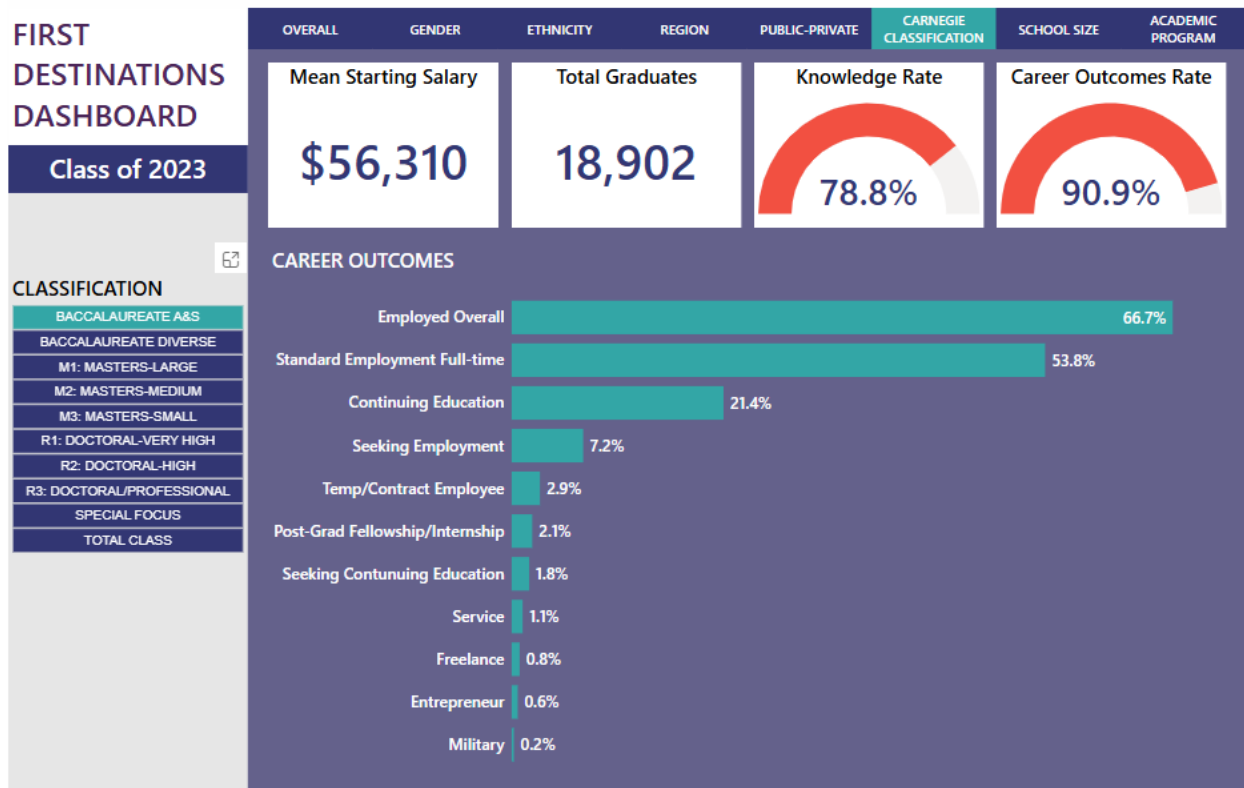 FIRST
DESTINATIONS
DASHBOARD
Class of 2023
CLASSIFICATION
BACCALAUREATE A&S
BACCALAUREATE DIVERSE
M1: MASTERS-LARGE
M2: MASTERS-MEDIUM
M3: MASTERS-SMALL
R1: DOCTORAL-VERY HIGH
R2: DOCTORAL-HIGH
R3: DOCTORAL/PROFESSIONAL
SPECIAL FOCUS
TOTAL CLASS
OVERALL
GENDER
ETHNICITY
REGION
PUBLIC-PRIVATE
CARNEGIE
CLASSIFICATION
SCHOOL SIZE
ACADEMIC
PROGRAM
Mean Starting Salary
$56,310
Total Graduates
18,902
Knowledge Rate
78.8%
Career Outcomes Rate
90.9%
CAREER OUTCOMES
Employed Overall 66.7%
Standard Employment Full-time 53.8%
Continuing Education 21.4%
Seeking Employment 7.2%
Temp/Contract Employee 2.9%
Post-Grad Fellowship/Internship 2.1%
Seeking Contunuing Education 1.8%
Service 1.1%
Freelance 0.8%
Entrepreneur 0.6%
Military 0.2%